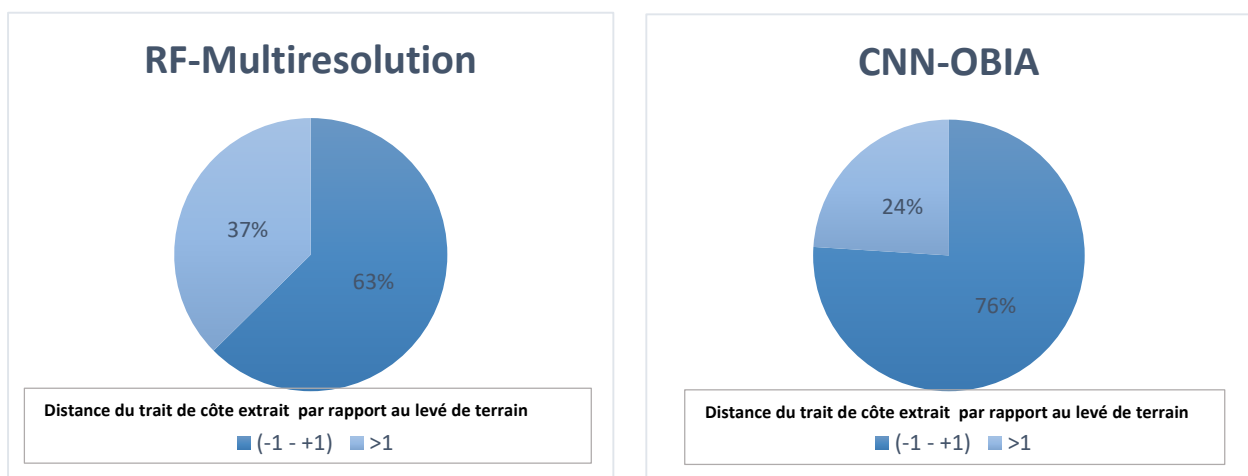 RF-Multiresolution
37%
63%
Distance du trait de côte extrait par rapport au levé de terrain
(-1 - +1) >1
CNN-OBIA
24%
76%
Distance du trait de côte extrait par rapport au levé de terrain
(-1 - +1) >1